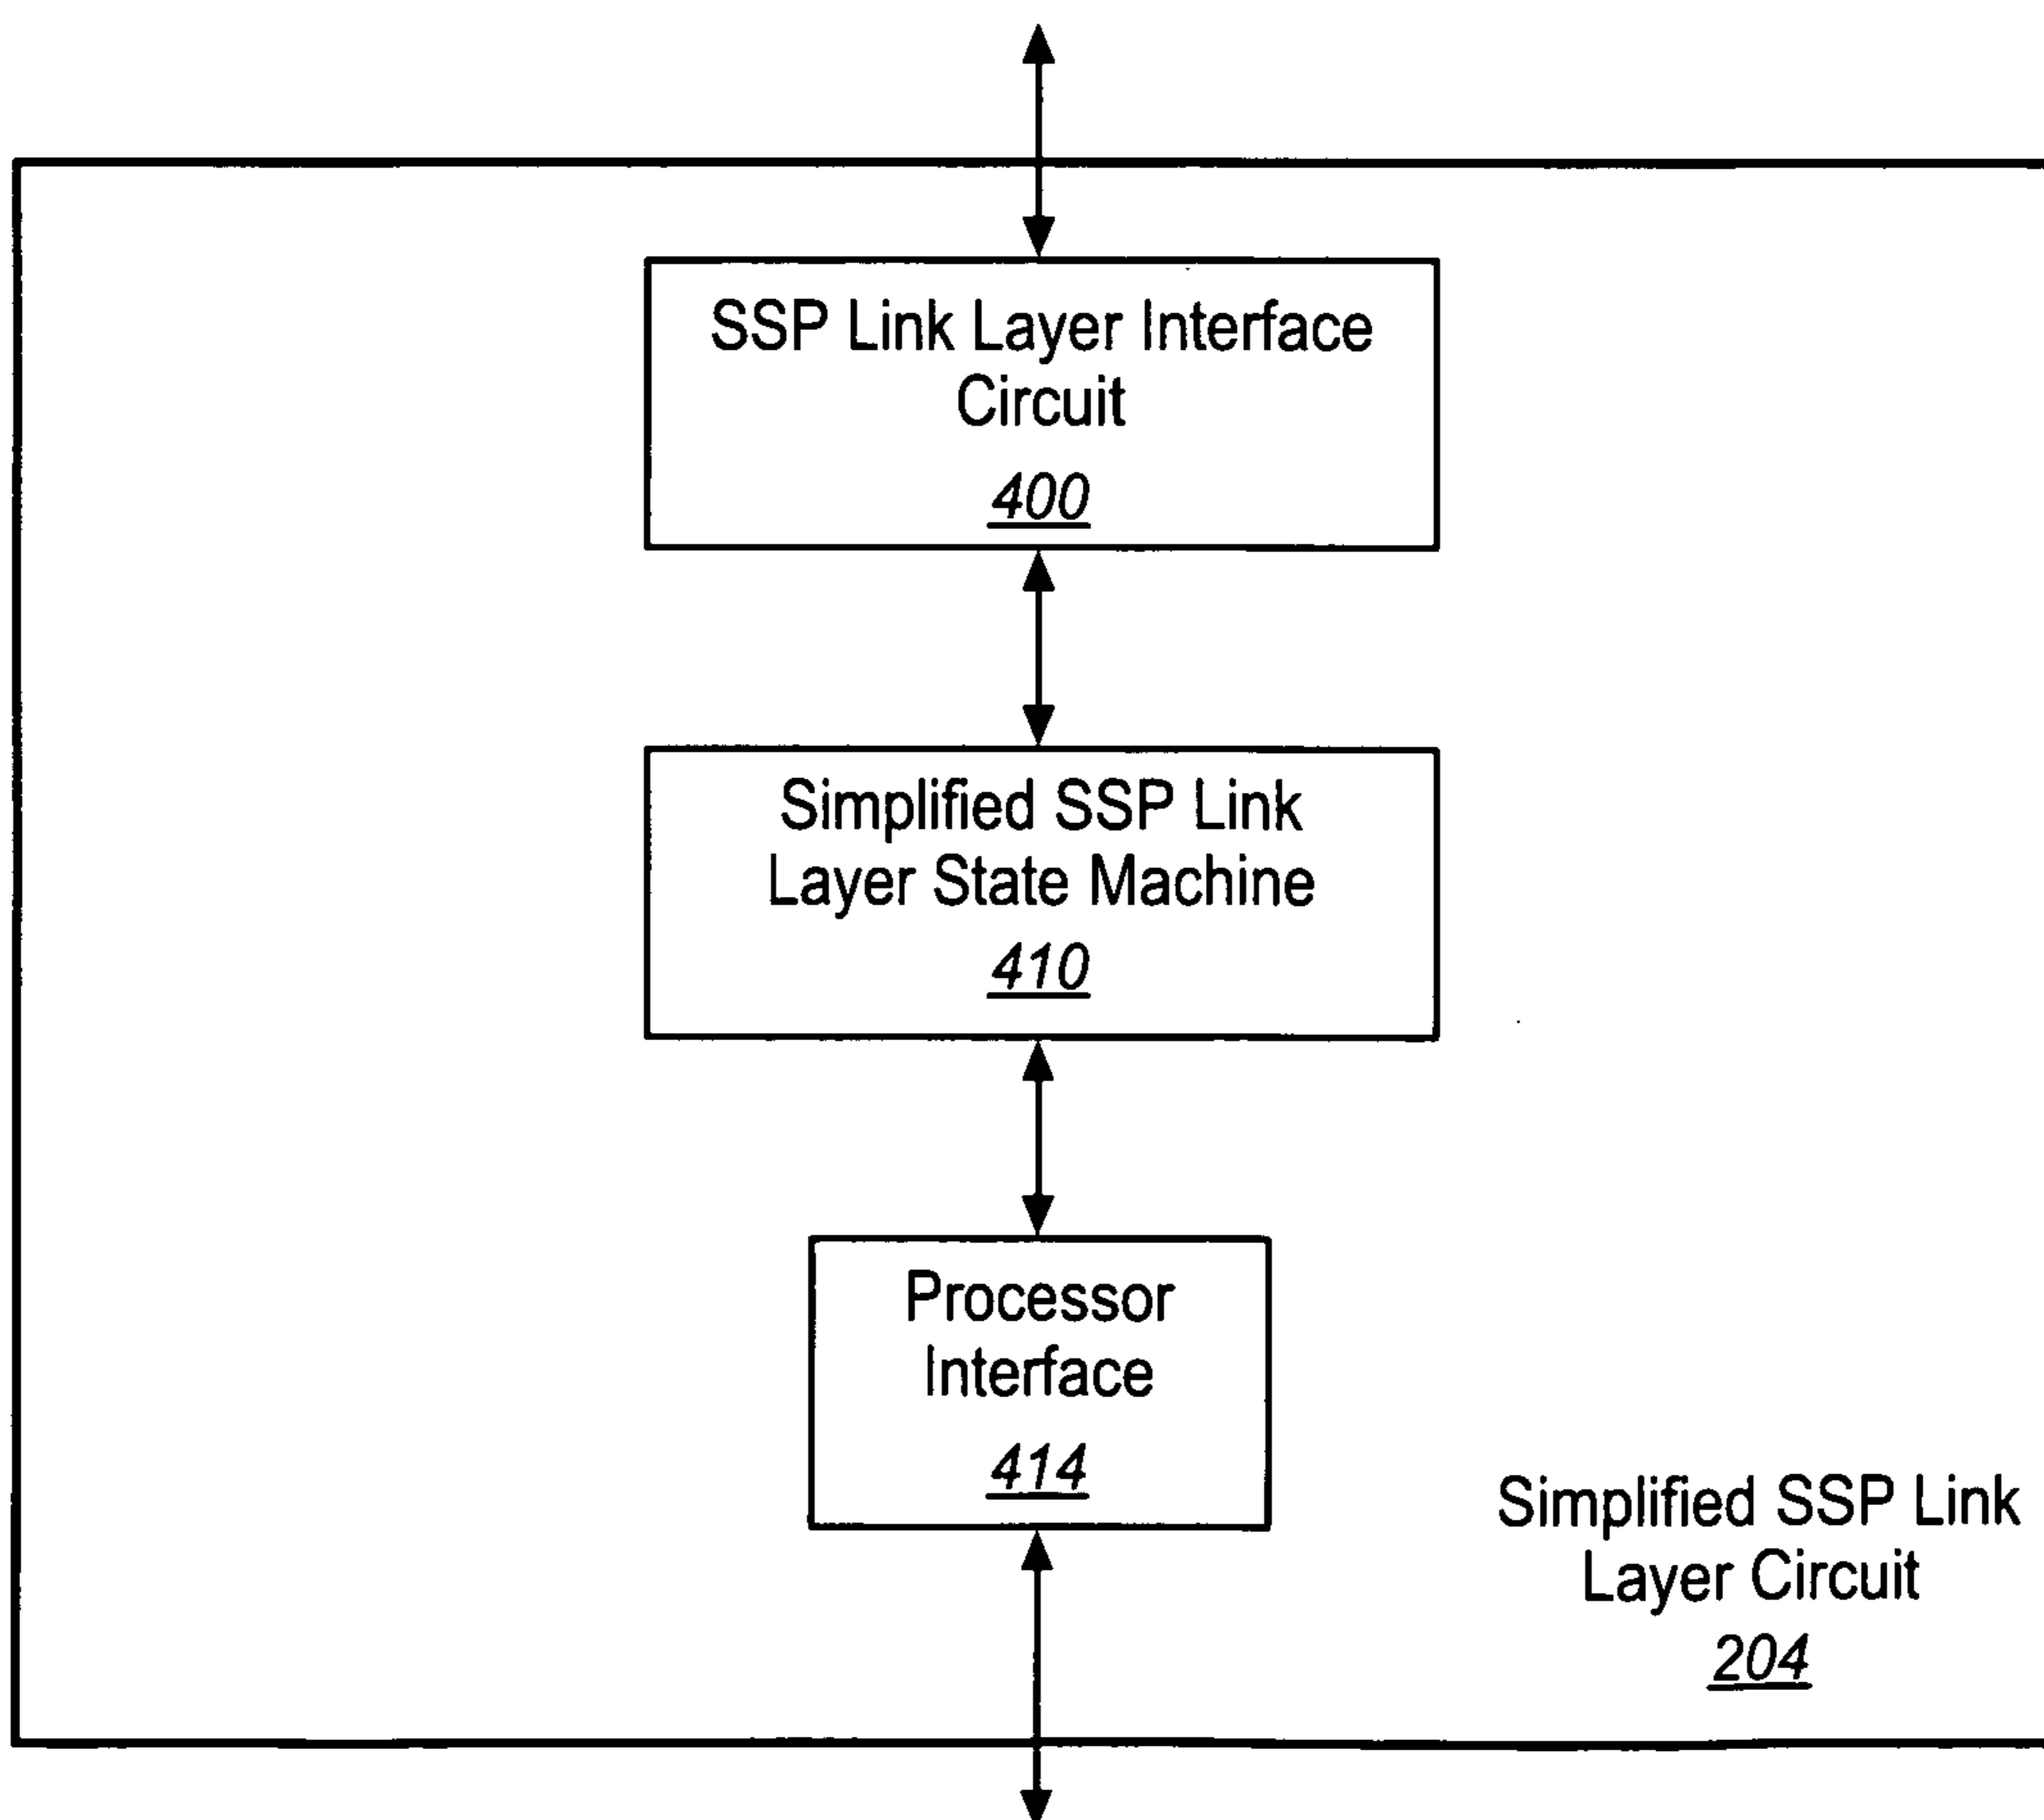 SSP Link Layer Interface
Circuit
400
Simplified SSP Link
Layer State Machine
410
Processor
Interface
414
Simplified SSP Link
Layer Circuit
204